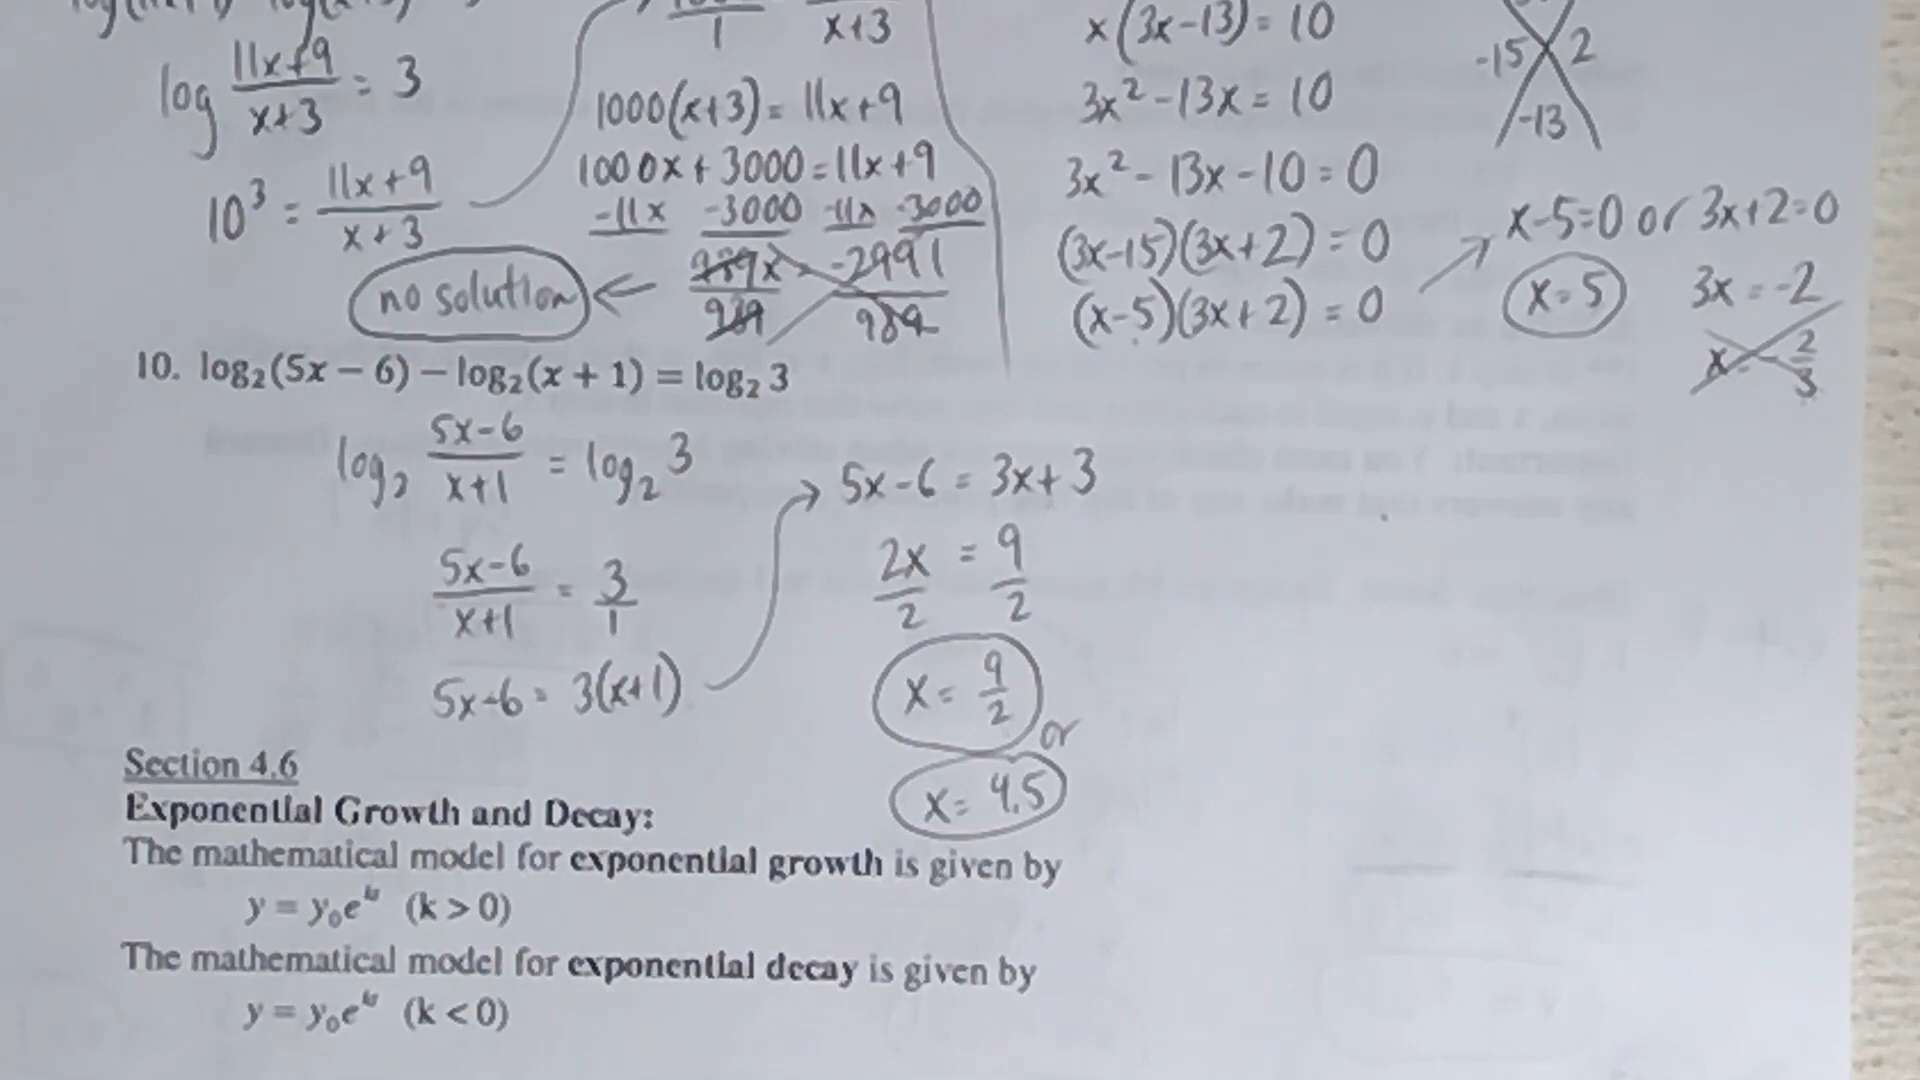 log (11x+9)/(x+3) = 3
10³ = (11x+9)/(x+3)
1 x+3
1000(x+3) = 11x+9
1000x + 3000 = 11x+9
-11x -3000 -11x -3000
989x = -2991
989 989
no solution
x(3x-13) = 10
3x² - 13x = 10
3x² - 13x - 10 = 0
(3x-15)(3x+2) = 0
(x-5)(3x+2) = 0
-15 2
-13
x-5=0 or 3x+2=0
x=5 3x = -2
x = -2/3
10. log₂(5x − 6) − log₂(x + 1) = log₂ 3
log₂ (5x-6)/(x+1) = log₂ 3
(5x-6)/(x+1) = 3/1
5x-6 = 3(x+1)
5x-6 = 3x+3
2x/2 = 9/2
x = 9/2
or
x = 4.5
Section 4.6
Exponential Growth and Decay:
The mathematical model for exponential growth is given by
y = y₀eᵏᵗ (k > 0)
The mathematical model for exponential decay is given by
y = y₀eᵏᵗ (k < 0)